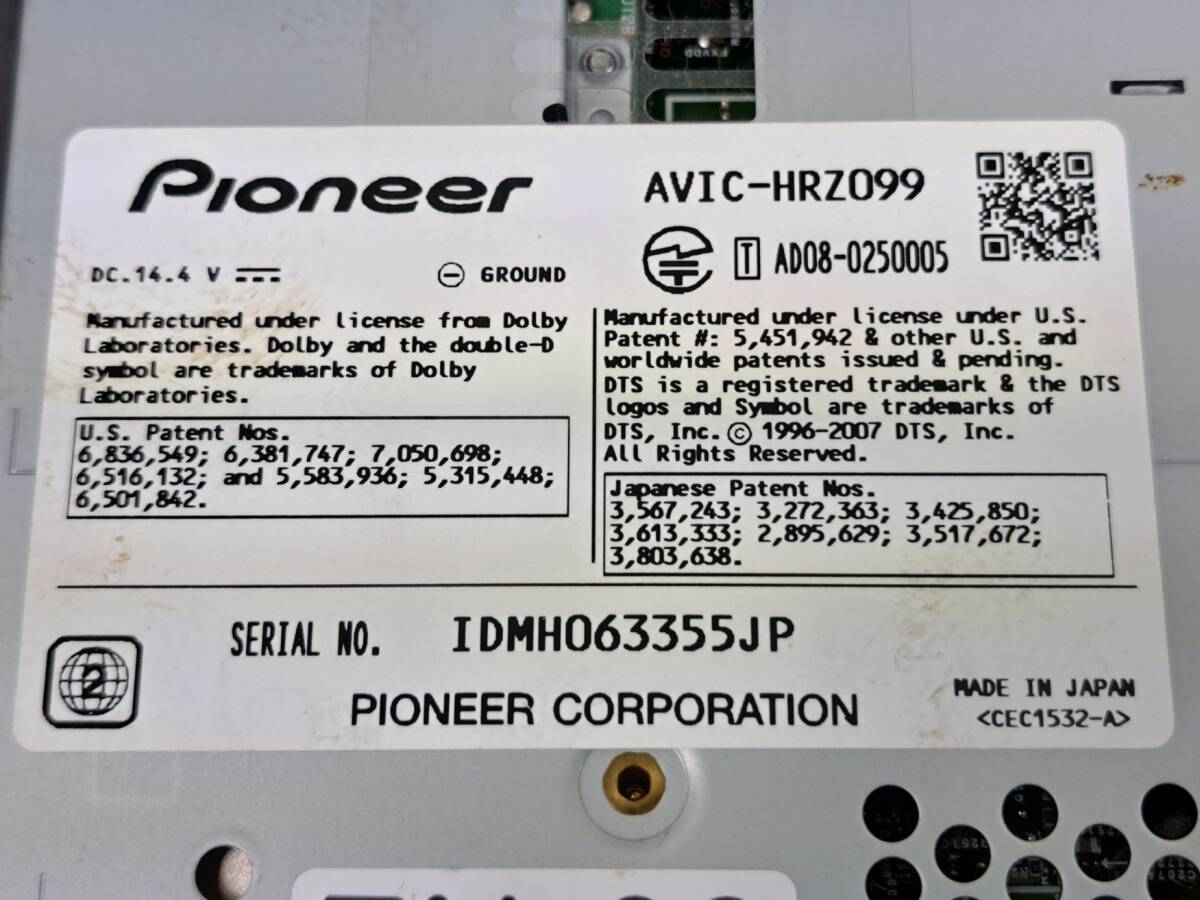 Pioneer
AVIC-HRZ099
DC.14.4 V
⊖ GROUND
T AD08-0250005
Manufactured under license from Dolby
Laboratories. Dolby and the double-D
symbol are trademarks of Dolby
Laboratories.
U.S. Patent Nos.
6,836,549; 6,381,747; 7,050,698;
6,516,132; and 5,583,936; 5,315,448;
6,501,842.
Manufactured under license under U.S.
Patent #: 5,451,942 & other U.S. and
worldwide patents issued & pending.
DTS is a registered trademark & the DTS
logos and Symbol are trademarks of
DTS, Inc. © 1996-2007 DTS, Inc.
All Rights Reserved.
Japanese Patent Nos.
3,567,243; 3,272,363; 3,425,850;
3,613,333; 2,895,629; 3,517,672;
3,803,638.
SERIAL NO. IDMH063355JP
2
PIONEER CORPORATION
MADE IN JAPAN
<CEC1532-A>